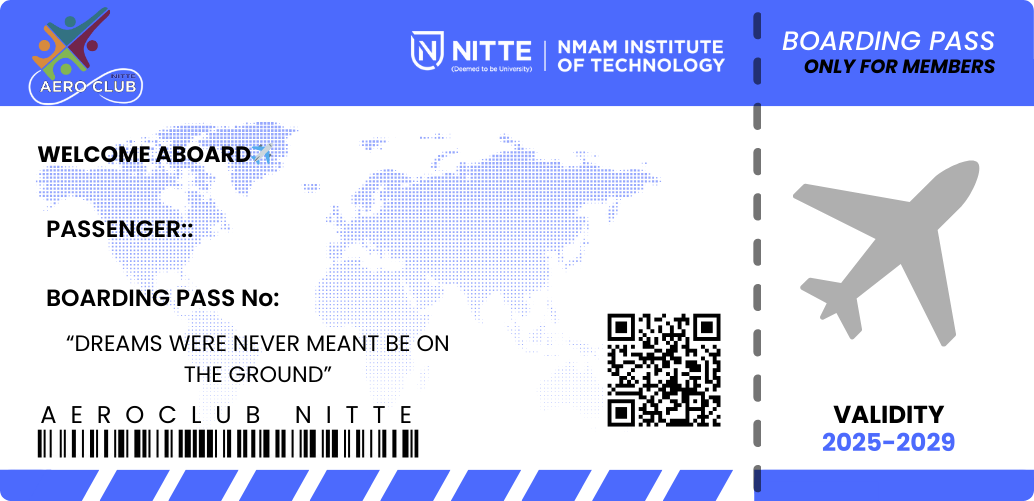 NITTE
AERO CLUB
NITTE
(Deemed to be University)
NMAM INSTITUTE
OF TECHNOLOGY
BOARDING PASS
ONLY FOR MEMBERS
WELCOME ABOARD✈️
PASSENGER::
BOARDING PASS No:
“DREAMS WERE NEVER MEANT BE ON
THE GROUND”
AEROCLUB NITTE
VALIDITY
2025-2029